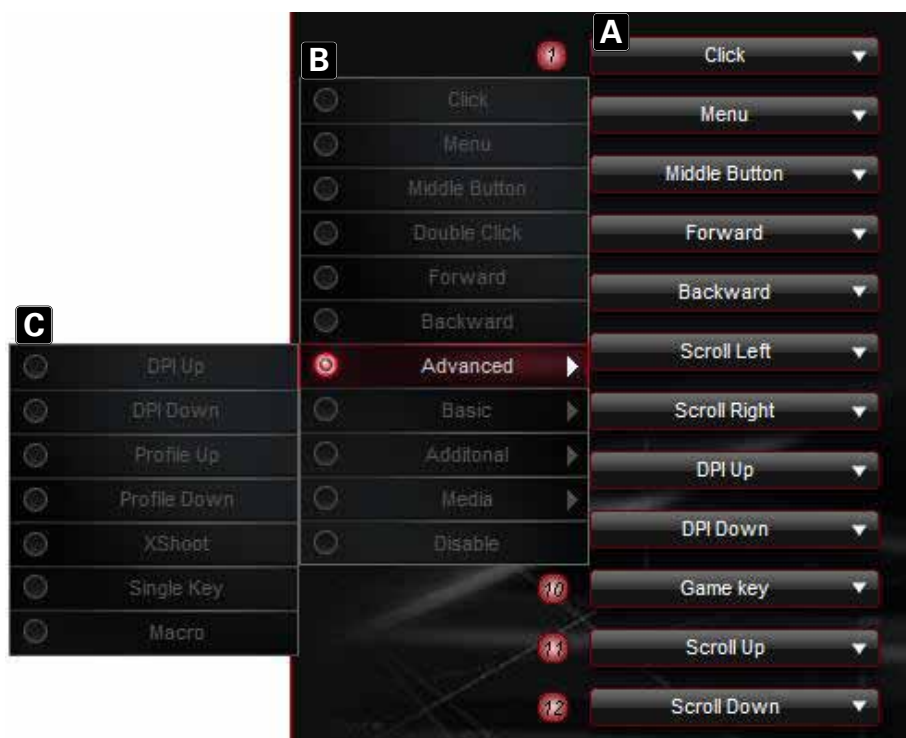 A
1
Click
B
Click
Menu
Middle Button
Double Click
Forward
Backward
Advanced
Basic
Additonal
Media
Disable
C
DPI Up
DPI Down
Profile Up
Profile Down
XShoot
Single Key
Macro
Menu
Middle Button
Forward
Backward
Scroll Left
Scroll Right
DPI Up
DPI Down
10
Game key
11
Scroll Up
12
Scroll Down